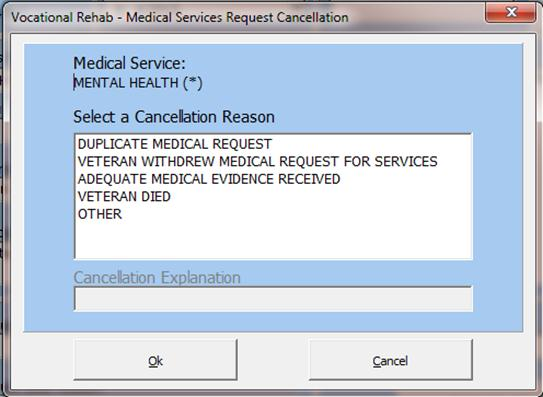 Vocational Rehab - Medical Services Request Cancellation
Medical Service:
MENTAL HEALTH (*)
Select a Cancellation Reason
DUPLICATE MEDICAL REQUEST
VETERAN WITHDREW MEDICAL REQUEST FOR SERVICES
ADEQUATE MEDICAL EVIDENCE RECEIVED
VETERAN DIED
OTHER
Cancellation Explanation
Ok
Cancel